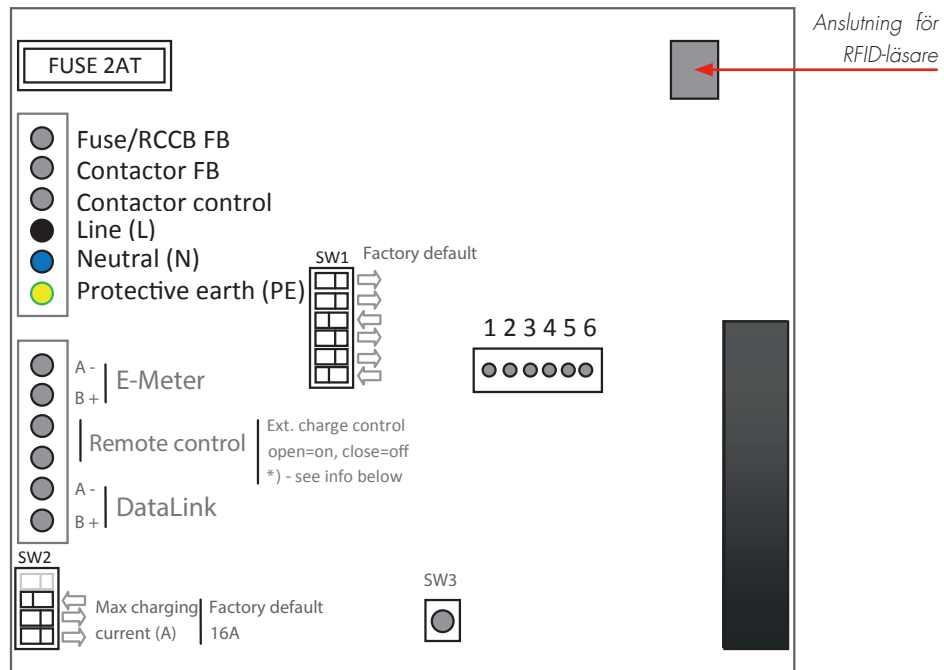 Anslutning för
RFID-läsare
FUSE 2AT
Fuse/RCCB FB
Contactor FB
Contactor control
Line (L)
Neutral (N)
Protective earth (PE)
SW1
Factory default
1 2 3 4 5 6
A -
B +
E-Meter
Remote control
Ext. charge control
open=on, close=off
*) - see info below
A -
B +
DataLink
SW2
Max charging
current (A)
Factory default
16A
SW3